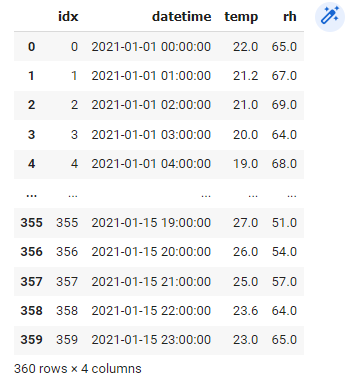 idx datetime temp rh
0 0 2021-01-01 00:00:00 22.0 65.0
1 1 2021-01-01 01:00:00 21.2 67.0
2 2 2021-01-01 02:00:00 21.0 69.0
3 3 2021-01-01 03:00:00 20.0 64.0
4 4 2021-01-01 04:00:00 19.0 68.0
... ... ... ... ...
355 355 2021-01-15 19:00:00 27.0 51.0
356 356 2021-01-15 20:00:00 26.0 54.0
357 357 2021-01-15 21:00:00 25.0 57.0
358 358 2021-01-15 22:00:00 23.6 64.0
359 359 2021-01-15 23:00:00 23.0 65.0
360 rows × 4 columns